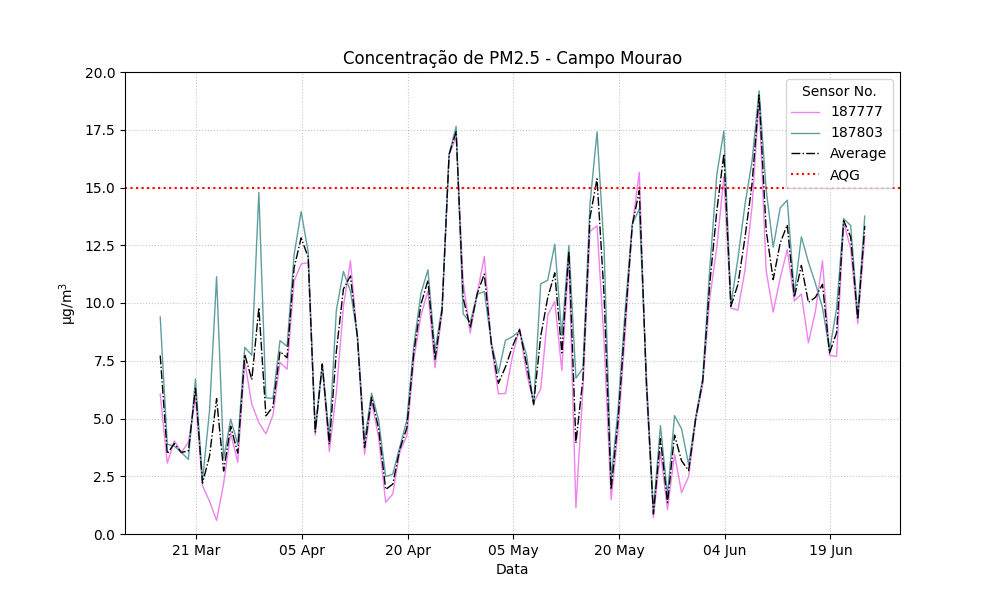 Concentração de PM2.5 - Campo Mourao
Sensor No.
187777
187803
Average
AQG
20.0
17.5
15.0
12.5
10.0
7.5
5.0
2.5
0.0
µg/m³
21 Mar
05 Apr
20 Apr
05 May
20 May
04 Jun
19 Jun
Data